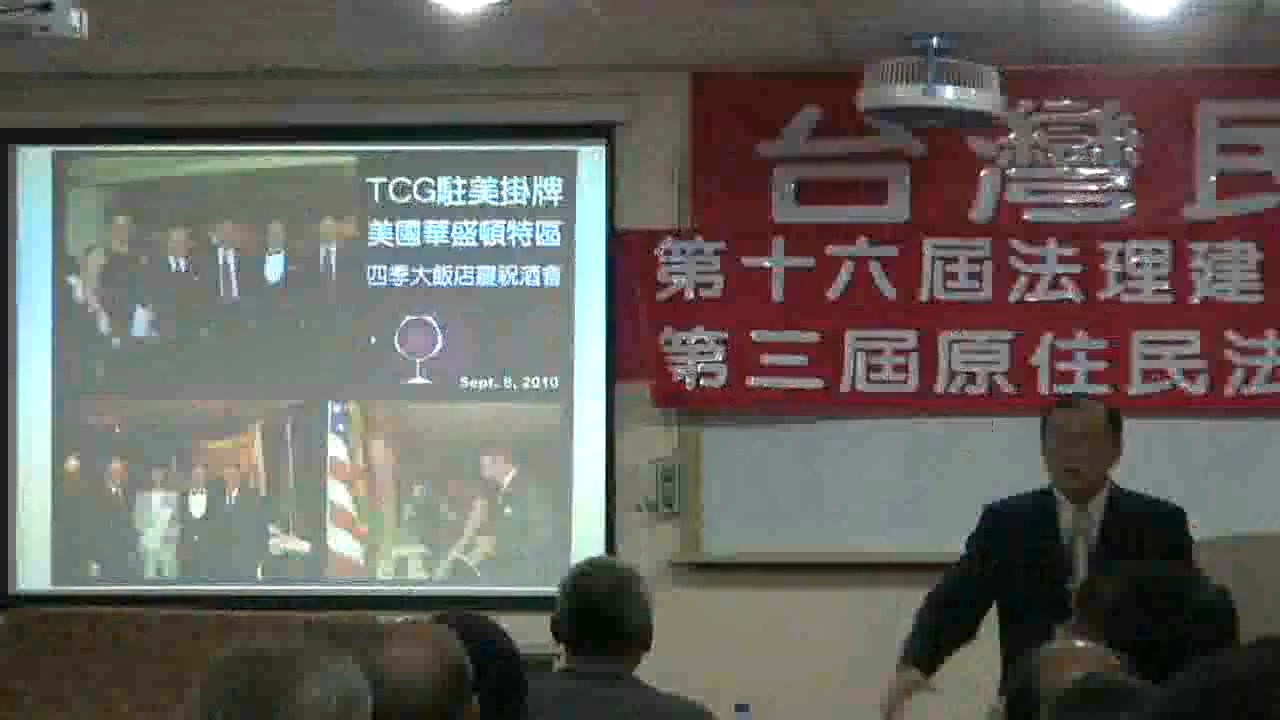 TCG駐美掛牌
美國華盛頓特區
四季大飯店慶祝酒會
Sept. 8, 2010
台灣民
第十六屆法理建
第三屆原住民法